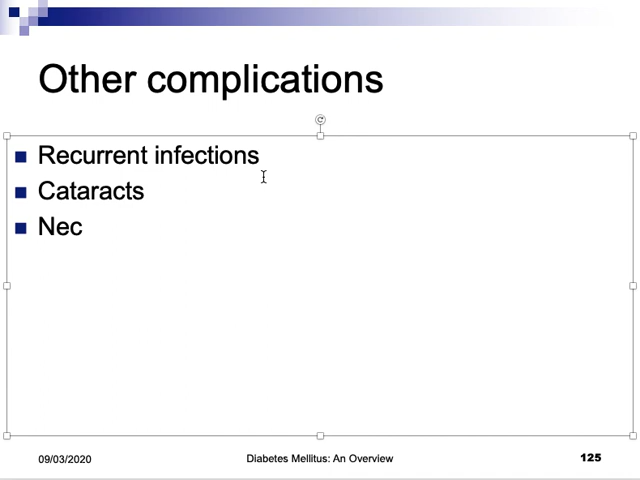 Other complications
Recurrent infections
Cataracts
Nec
09/03/2020
Diabetes Mellitus: An Overview
125